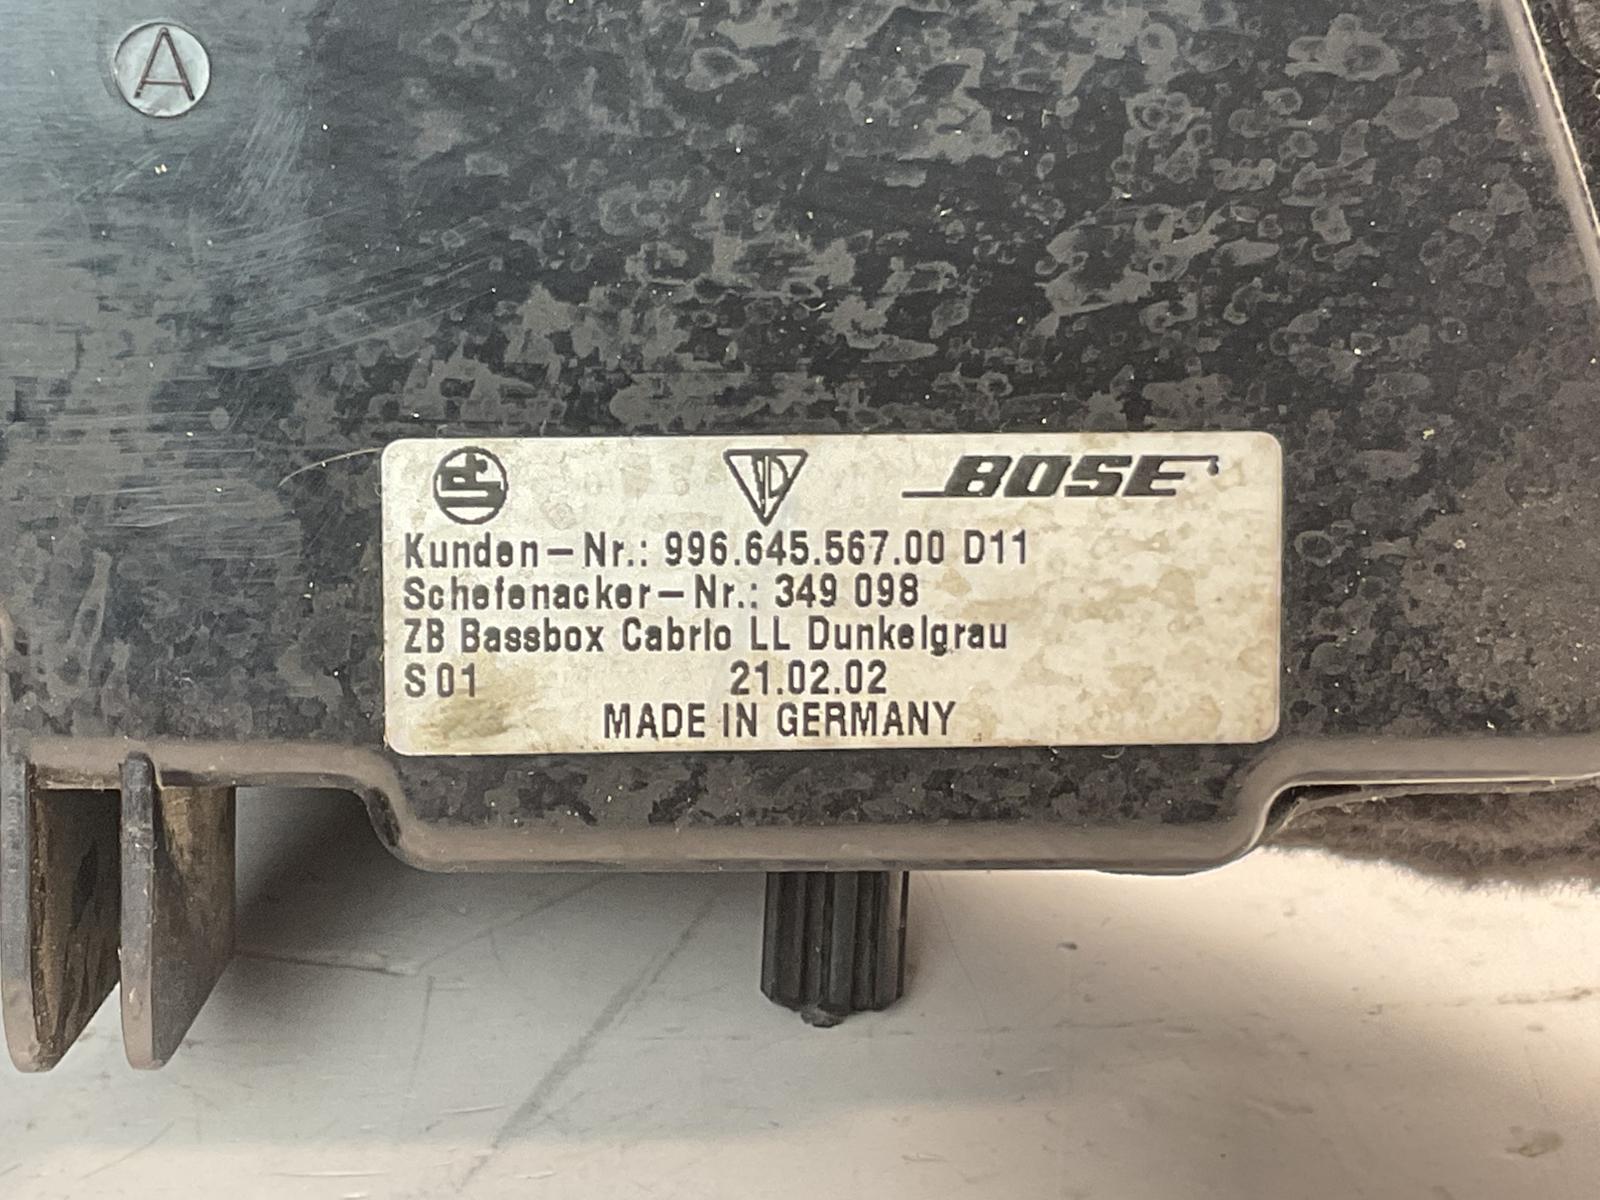 A
BOSE
Kunden-Nr.: 996.645.567.00 D11
Schefenacker-Nr.: 349 098
ZB Bassbox Cabrio LL Dunkelgrau
S01 21.02.02
MADE IN GERMANY